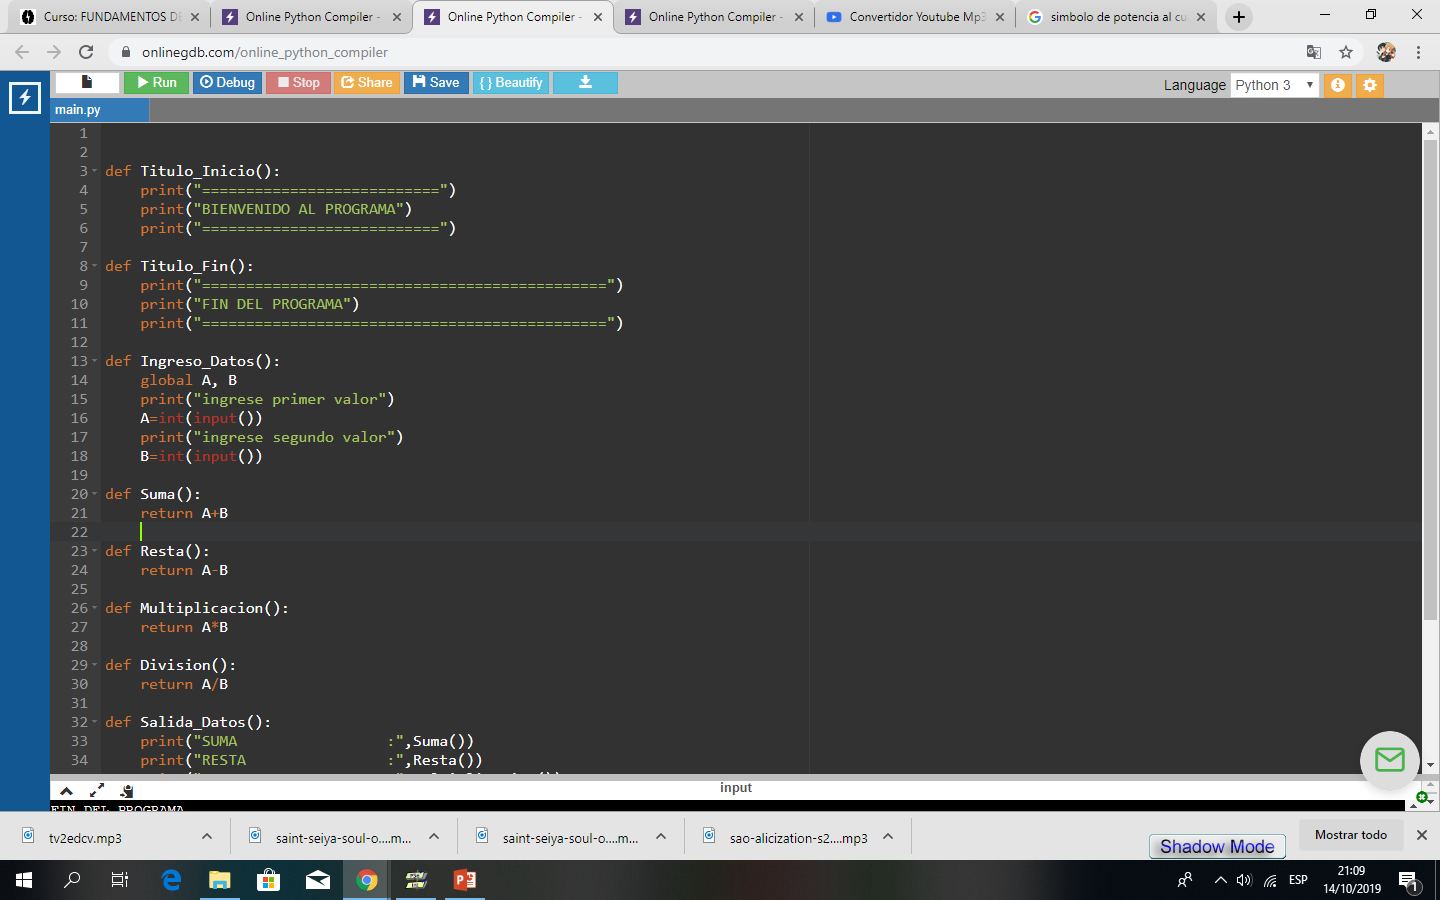 Curso: FUNDAMENTOS DE
Online Python Compiler -
Online Python Compiler -
Online Python Compiler -
Convertidor Youtube Mp3
simbolo de potencia al cu
onlinegdb.com/online_python_compiler
Run
Debug
Stop
Share
Save
{ } Beautify
Language
Python 3
main.py
1
2
3 def Titulo_Inicio():
4 print("===========================")
5 print("BIENVENIDO AL PROGRAMA")
6 print("===========================")
7
8 def Titulo_Fin():
9 print("==============================================")
10 print("FIN DEL PROGRAMA")
11 print("==============================================")
12
13 def Ingreso_Datos():
14 global A, B
15 print("ingrese primer valor")
16 A=int(input())
17 print("ingrese segundo valor")
18 B=int(input())
19
20 def Suma():
21 return A+B
22
23 def Resta():
24 return A-B
25
26 def Multiplicacion():
27 return A*B
28
29 def Division():
30 return A/B
31
32 def Salida_Datos():
33 print("SUMA                 :",Suma())
34 print("RESTA                :",Resta())
input
FIN DEL PROGRAMA
tv2edcv.mp3
saint-seiya-soul-o....m...
saint-seiya-soul-o....m...
sao-alicization-s2....mp3
Shadow Mode
Mostrar todo
ESP
21:09
14/10/2019
1